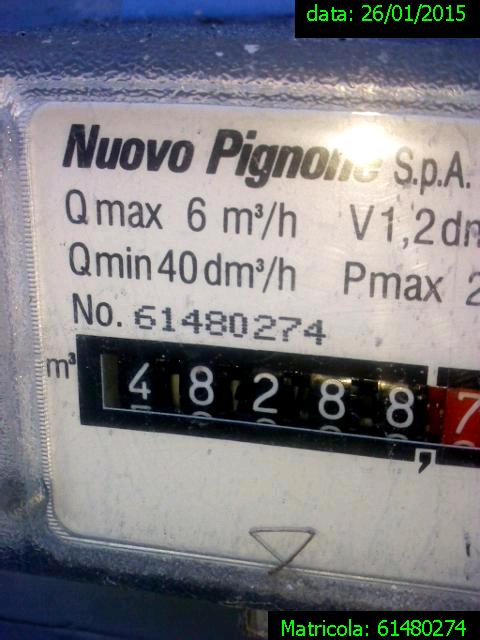 data: 26/01/2015
Nuovo Pignone S.p.A.
Qmax 6 m³/h V1,2dm
Qmin 40 dm³/h Pmax 2
No. 61480274
m³ 48288,7
Matricola: 61480274